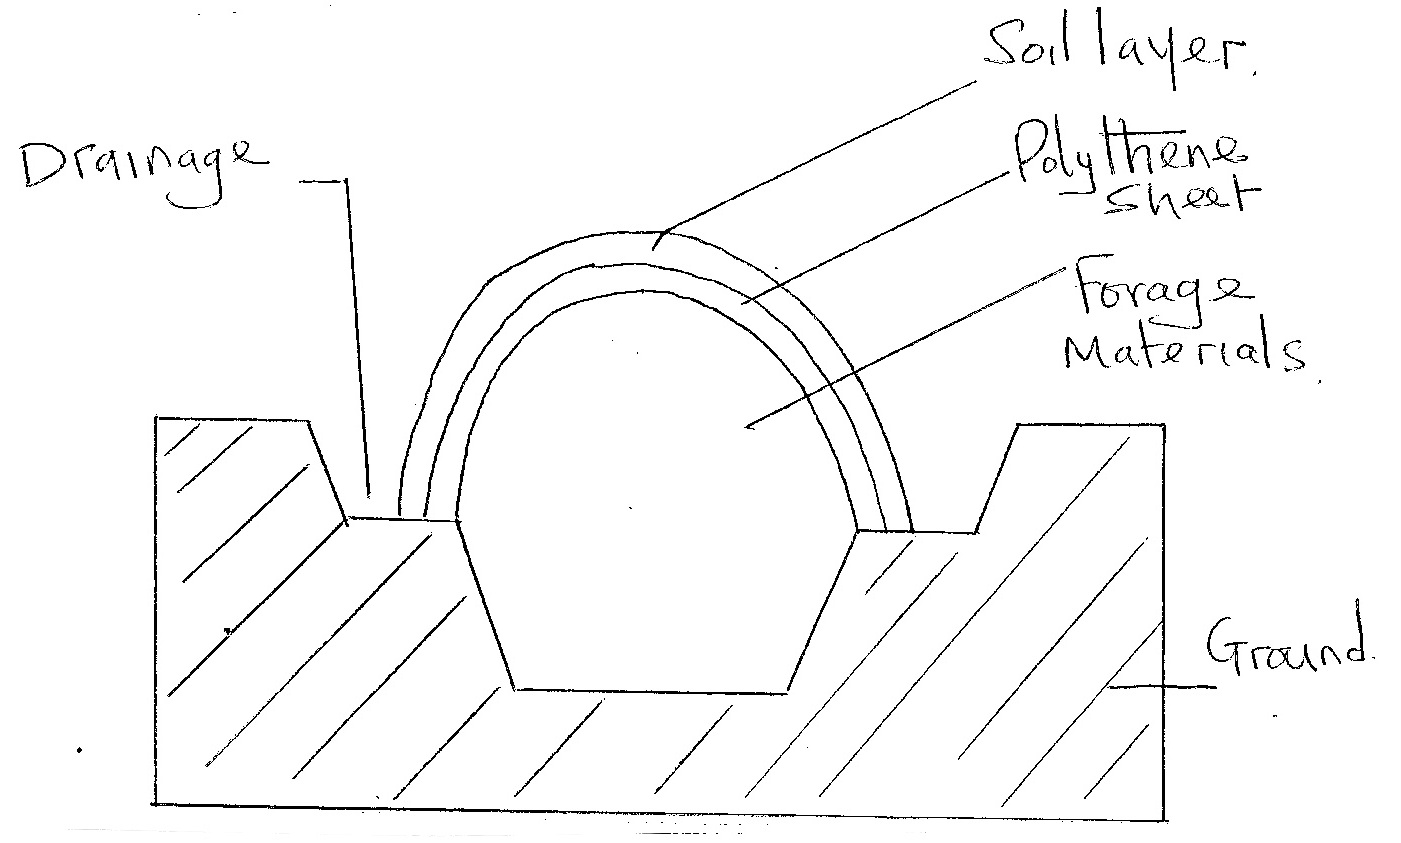 Soil layer.
Drainage
Polythene
sheet
Forage
Materials.
Ground.